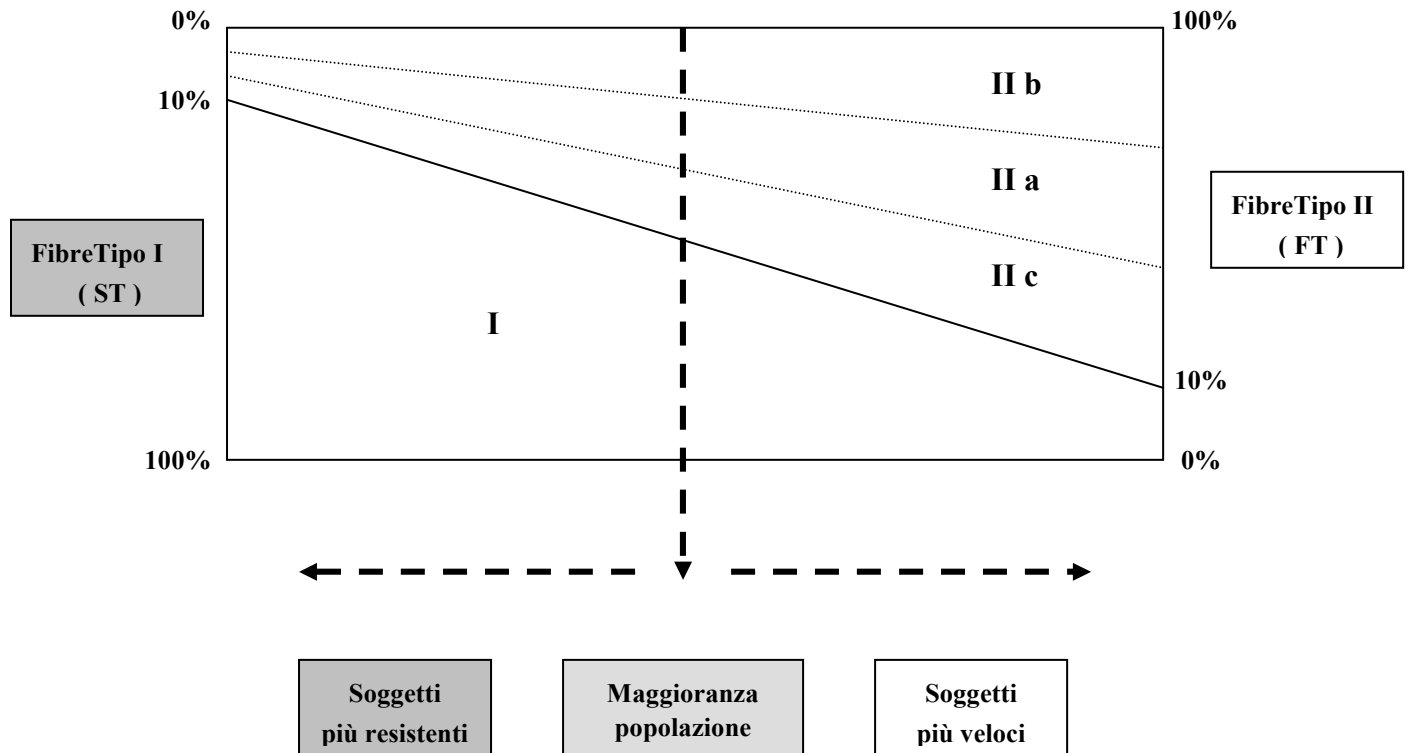 0%
100%
II b
10%
II a
FibreTipo II
( FT )
FibreTipo I
( ST )
II c
I
10%
100%
0%
Soggetti
più resistenti
Maggioranza
popolazione
Soggetti
più veloci